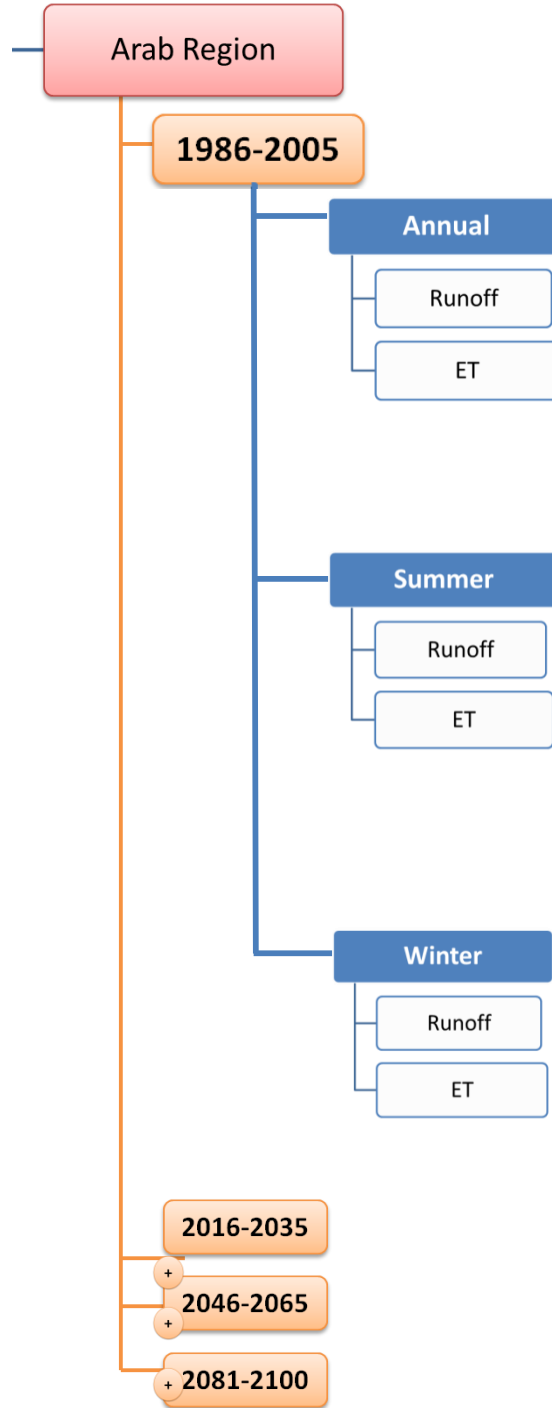 Arab Region
1986-2005
Annual
Runoff
ET
Summer
Runoff
ET
Winter
Runoff
ET
2016-2035
+
2046-2065
+
2081-2100
+